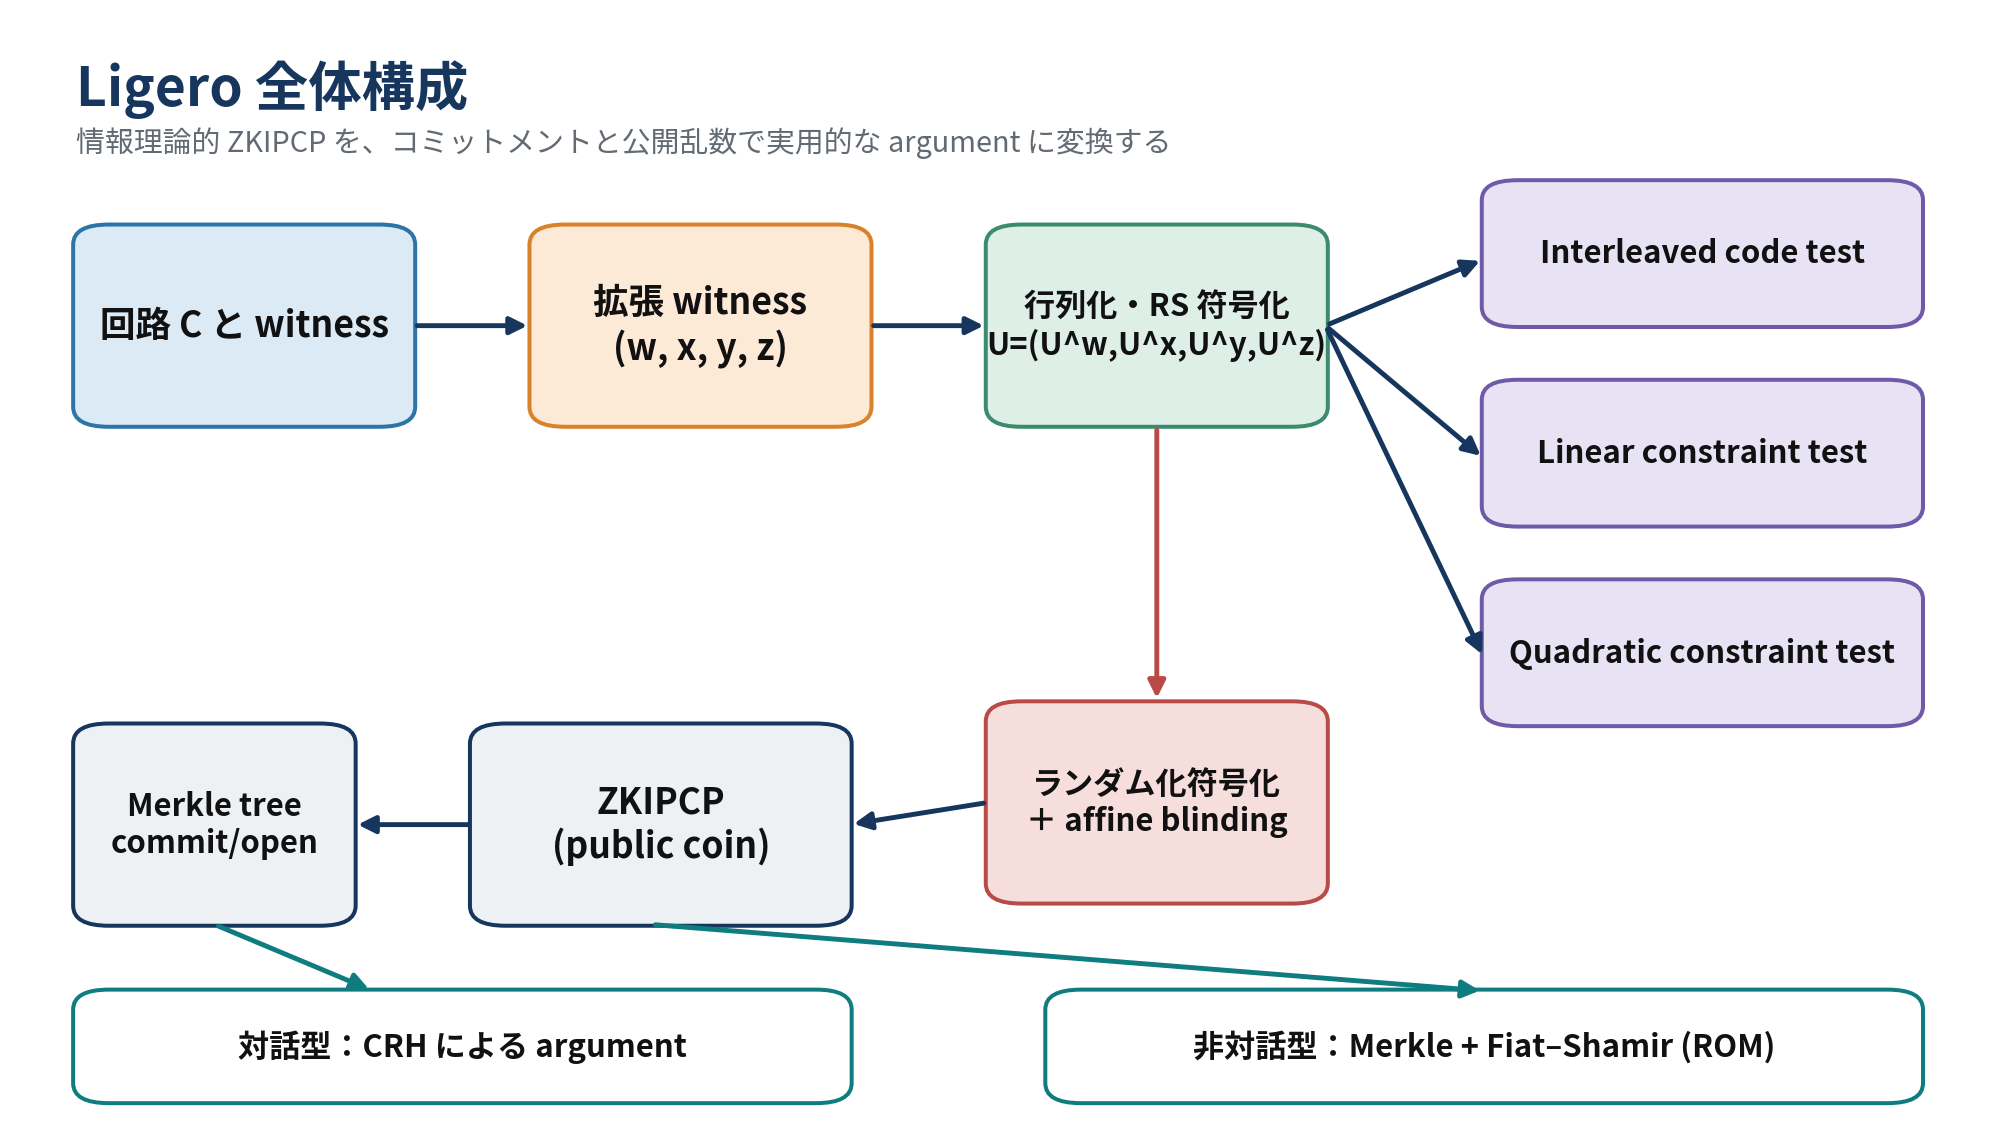 Ligero 全体構成
情報理論的 ZKIPCP を、コミットメントと公開乱数で実用的な argument に変換する
回路 C と witness
拡張 witness
(w, x, y, z)
行列化・RS 符号化
U=(U^w,U^x,U^y,U^z)
Interleaved code test
Linear constraint test
Quadratic constraint test
Merkle tree
commit/open
ZKIPCP
(public coin)
ランダム化符号化
＋ affine blinding
対話型：CRH による argument
非対話型：Merkle + Fiat–Shamir (ROM)